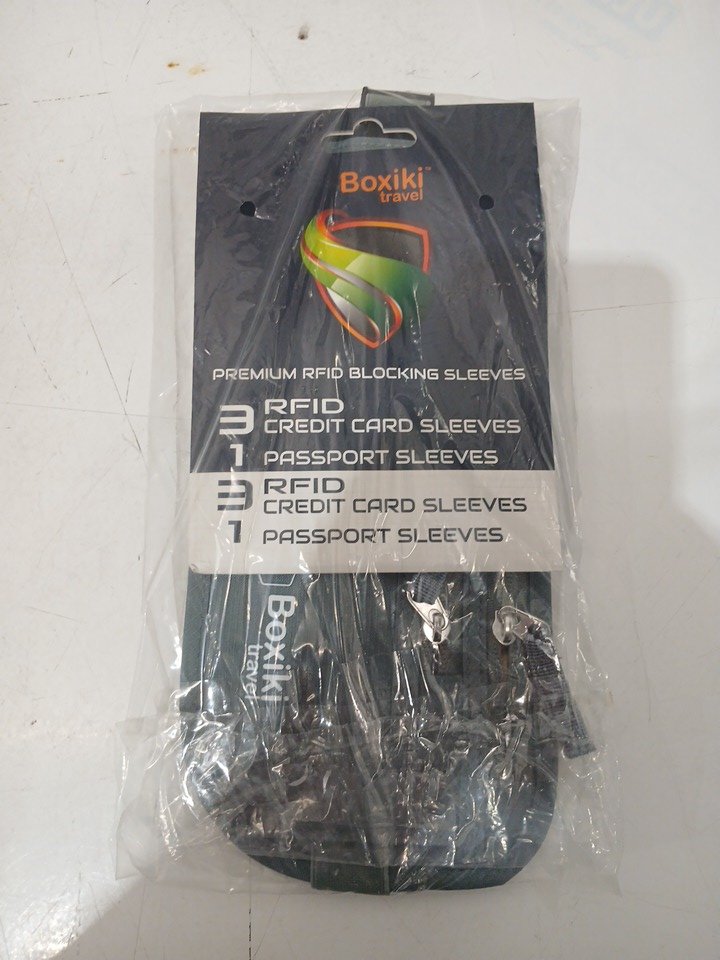 Boxiki™
travel
PREMIUM RFID BLOCKING SLEEVES
3 RFID
CREDIT CARD SLEEVES
1 PASSPORT SLEEVES
3 RFID
CREDIT CARD SLEEVES
1 PASSPORT SLEEVES
Boxiki
travel